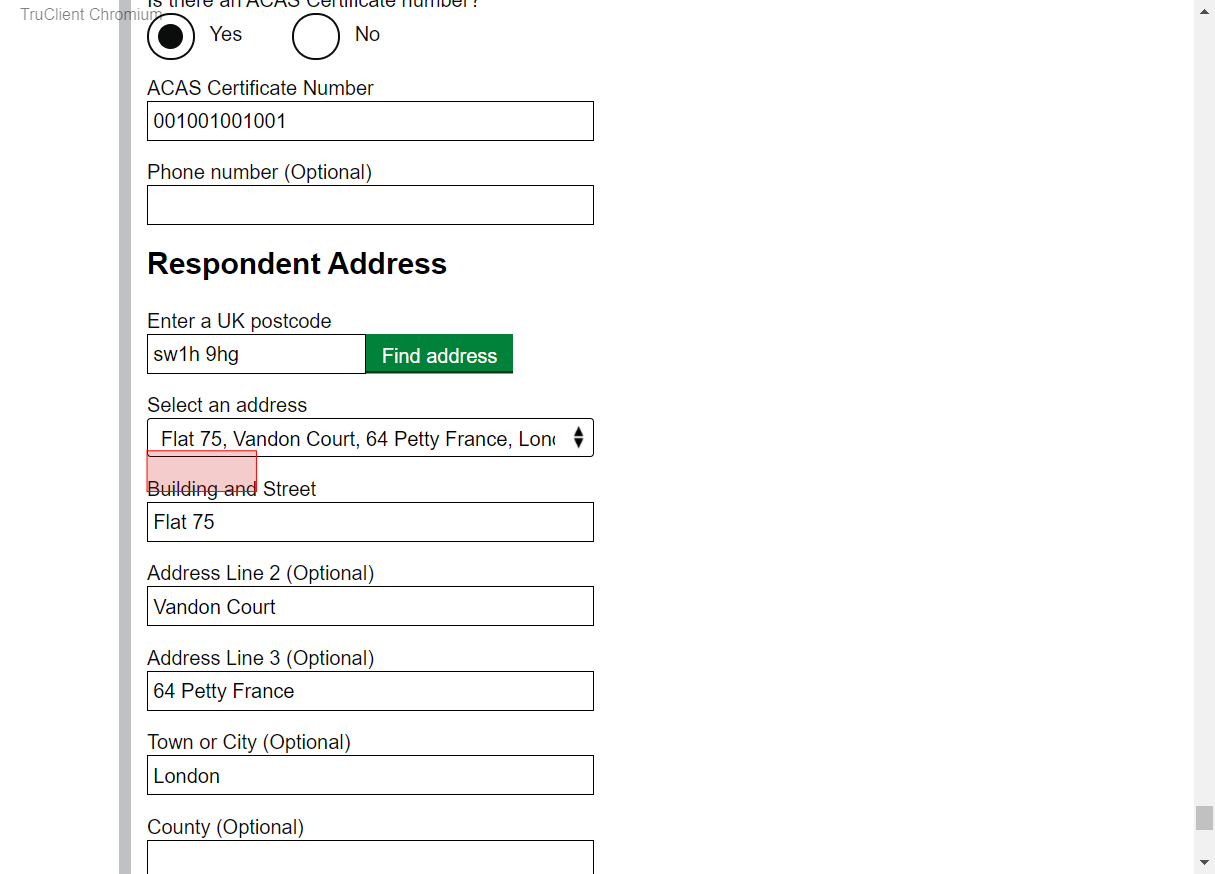 TruClient Chromium
Is there an ACAS Certificate number?
Yes
No
ACAS Certificate Number
001001001001
Phone number (Optional)
Respondent Address
Enter a UK postcode
sw1h 9hg
Find address
Select an address
Flat 75, Vandon Court, 64 Petty France, Lon
Building and Street
Flat 75
Address Line 2 (Optional)
Vandon Court
Address Line 3 (Optional)
64 Petty France
Town or City (Optional)
London
County (Optional)